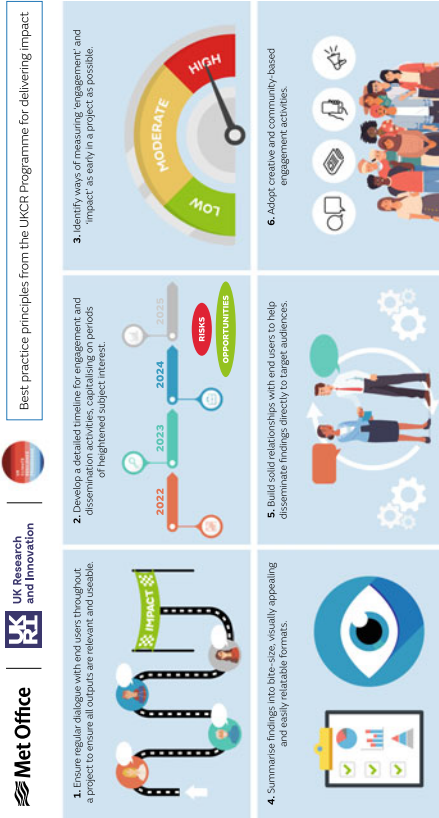 Met Office
UK
RI
UK Research
and Innovation
Best practice principles from the UKCR Programme for delivering impact
1. Ensure regular dialogue with end users throughout
a project to ensure all outputs are relevant and useable.
IMPACT
2. Develop a detailed timeline for engagement and
dissemination activities, capitalising on periods
of heightened subject interest.
2022
2023
2024
2025
RISKS
OPPORTUNITIES
3. Identify ways of measuring 'engagement' and
'impact' as early in a project as possible.
LOW
MODERATE
HIGH
4. Summarise findings into bite-size, visually appealing
and easily relatable formats.
5. Build solid relationships with end users to help
disseminate findings directly to target audiences.
6. Adopt creative and community-based
engagement activities.